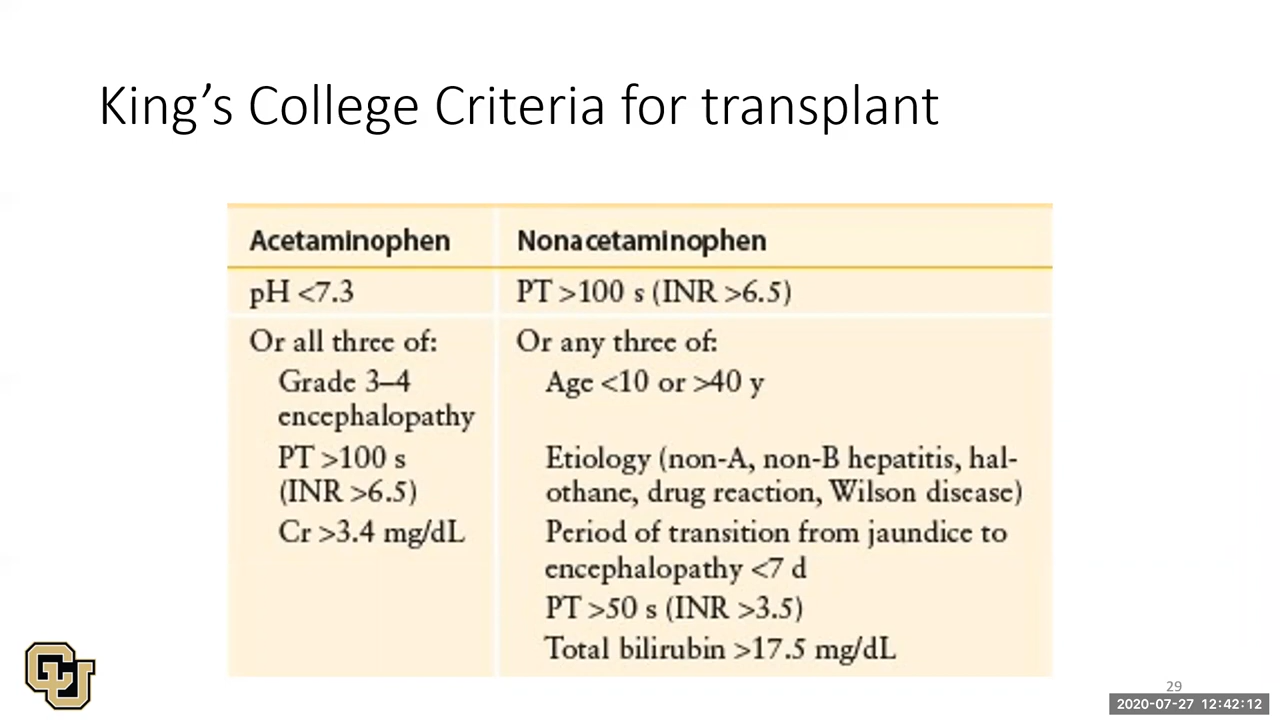 King’s College Criteria for transplant
Acetaminophen
Nonacetaminophen
pH <7.3
PT >100 s (INR >6.5)
Or all three of:
Grade 3–4
encephalopathy
PT >100 s
(INR >6.5)
Cr >3.4 mg/dL
Or any three of:
Age <10 or >40 y
Etiology (non-A, non-B hepatitis, hal-
othane, drug reaction, Wilson disease)
Period of transition from jaundice to
encephalopathy <7 d
PT >50 s (INR >3.5)
Total bilirubin >17.5 mg/dL
CU
29
2020-07-27 12:42:12